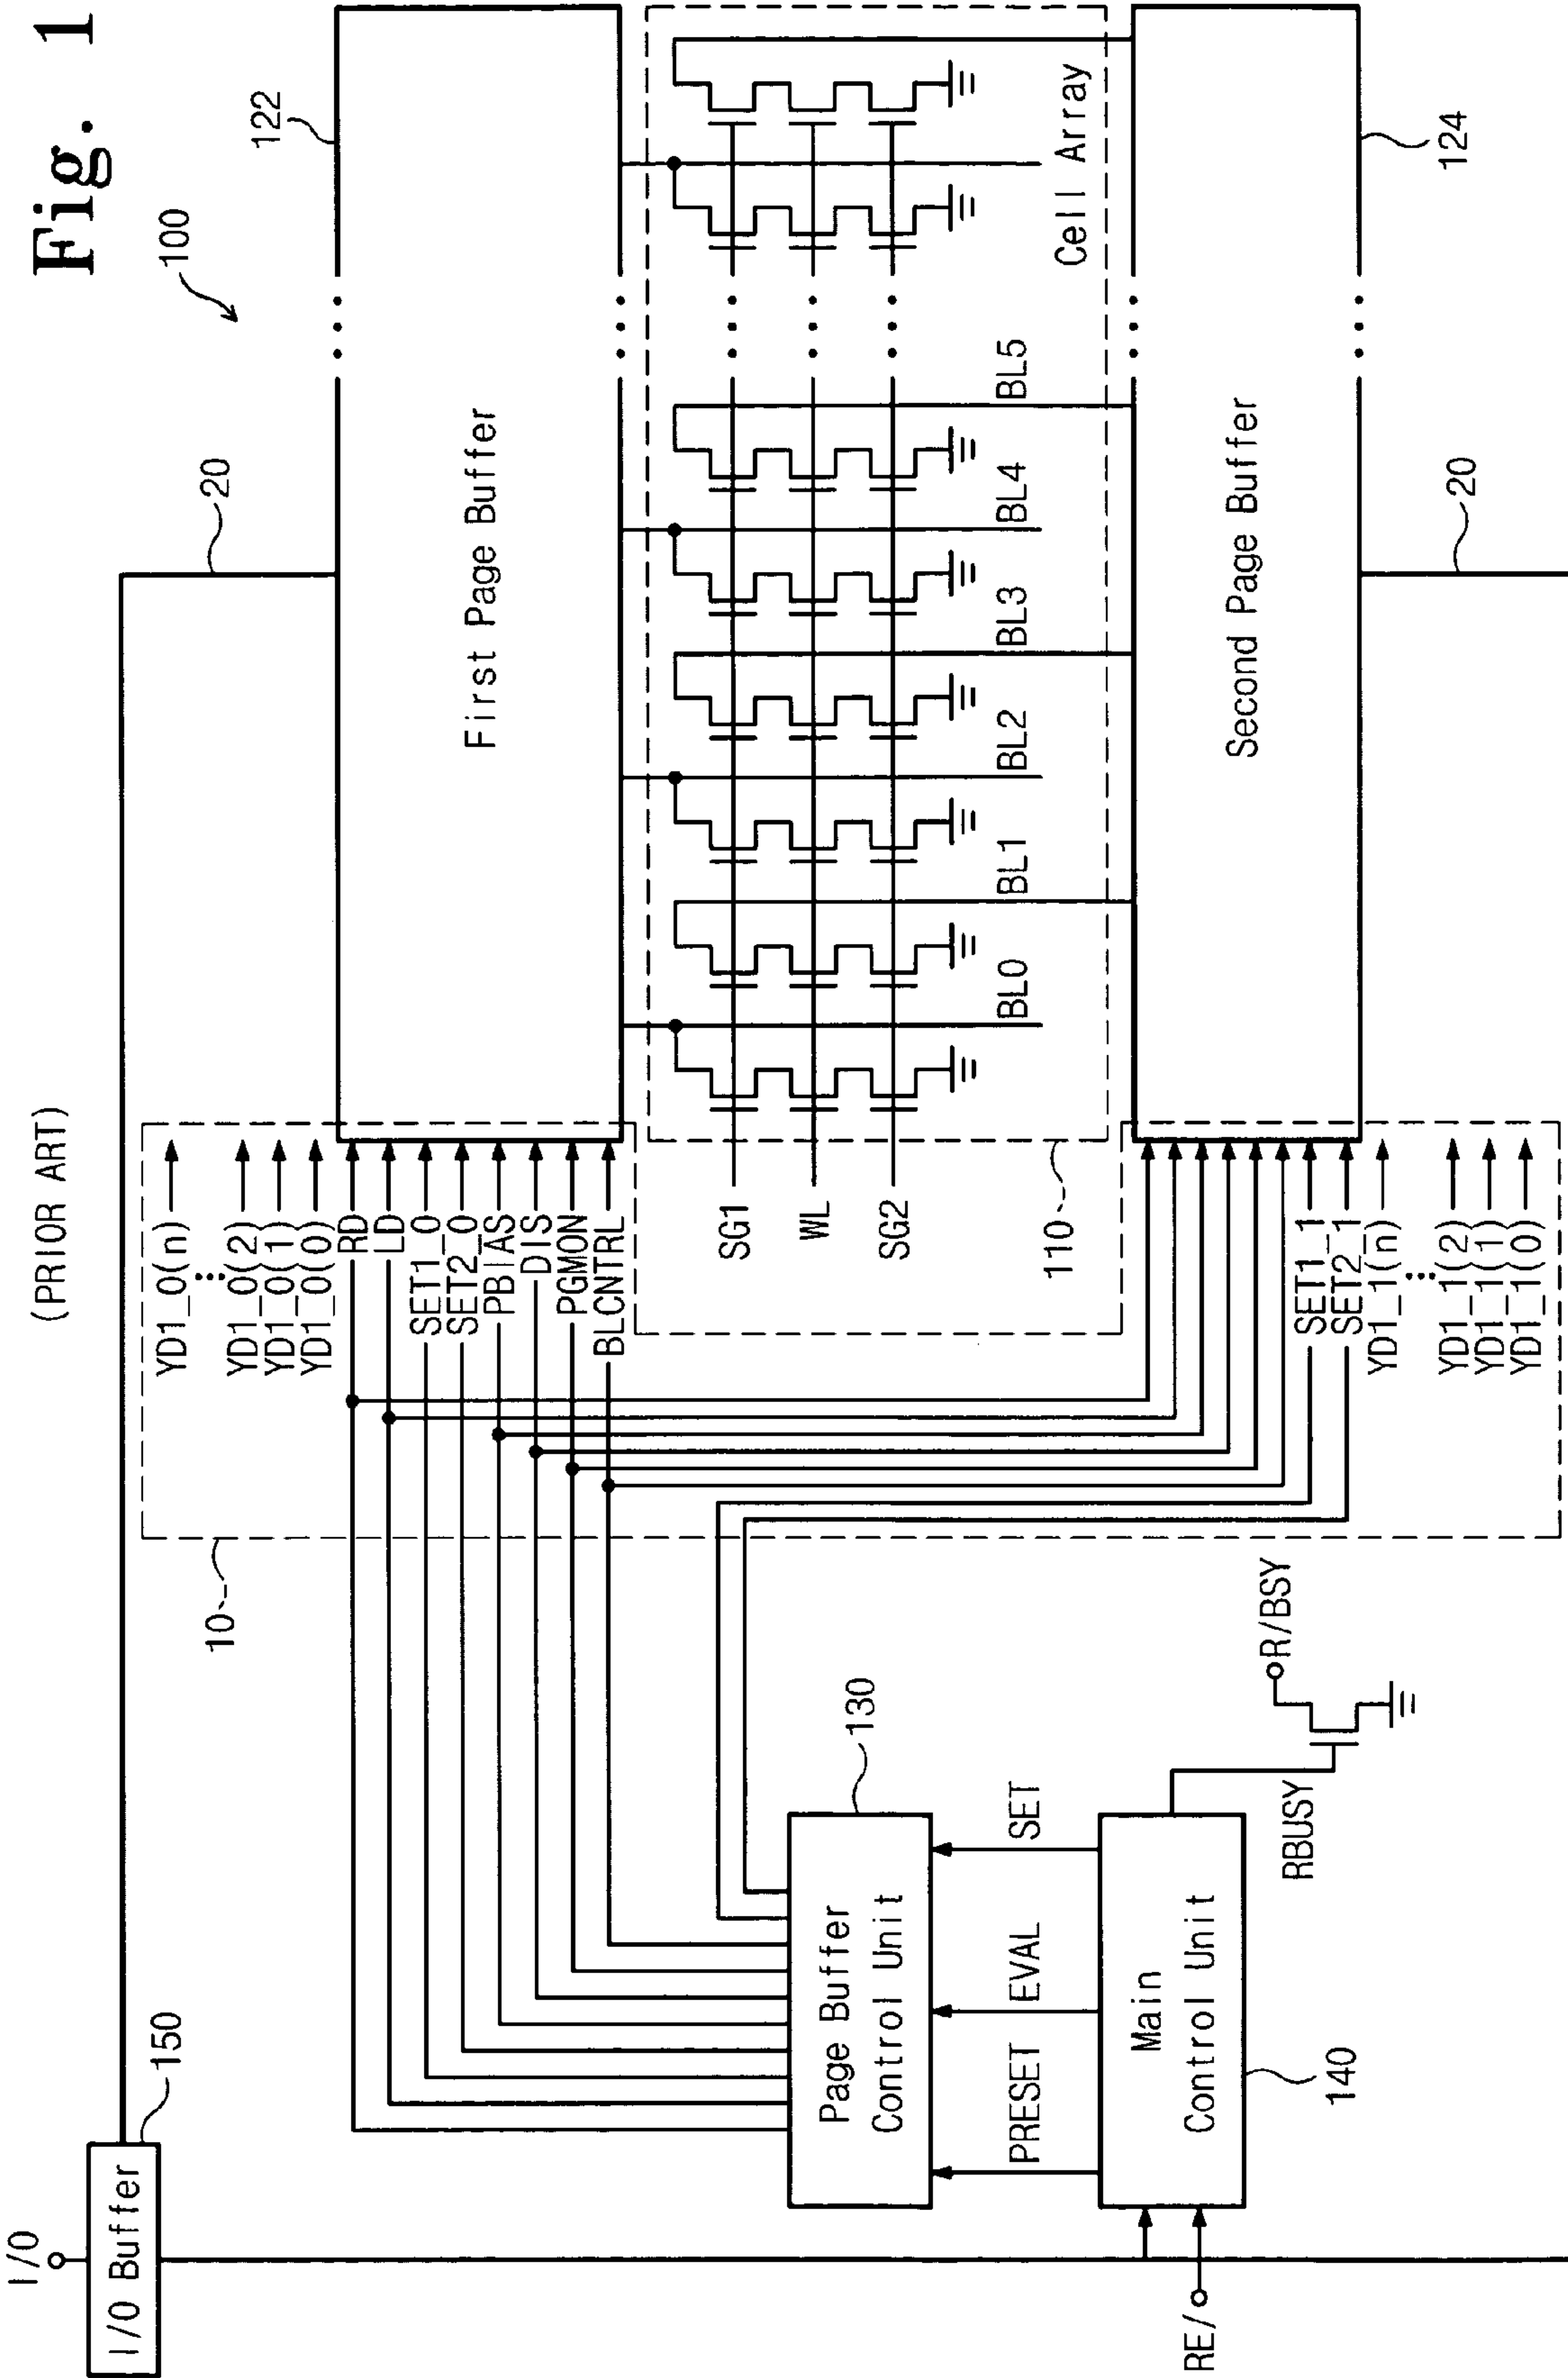 Fig. 1
(PRIOR ART)
100
I/O
I/O Buffer
150
20
122
First Page Buffer
10
YD1_0(n)
YD1_0(2)
YD1_0(1)
YD1_0(0)
RD
LD
SET1_0
SET2_0
PBIAS
DIS
PGMON
BLCNTRL
SG1
WL
SG2
110
BL0
BL1
BL2
BL3
BL4
BL5
Cell Array
Second Page Buffer
124
20
SET1_1
SET2_1
YD1_1(n)
YD1_1(2)
YD1_1(1)
YD1_1(0)
Page Buffer
Control Unit
130
PRESET
EVAL
SET
Main
Control Unit
140
RE/
RBUSY
R/BSY